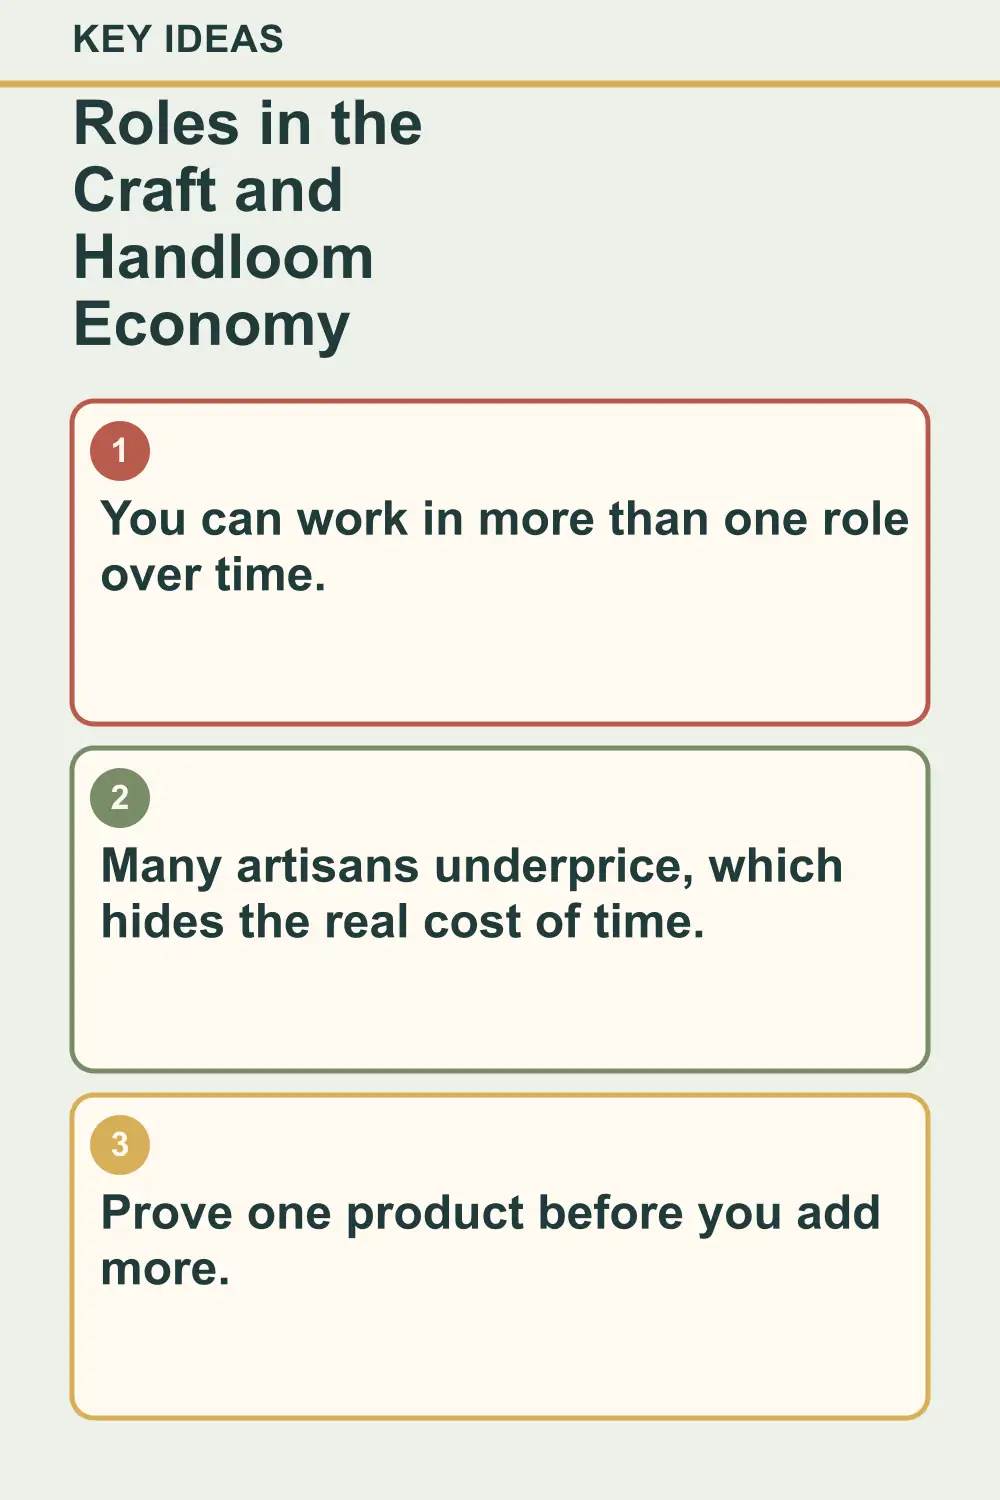 KEY IDEAS
Roles in the
Craft and
Handloom
Economy
1
You can work in more than one role
over time.
2
Many artisans underprice, which
hides the real cost of time.
3
Prove one product before you add
more.